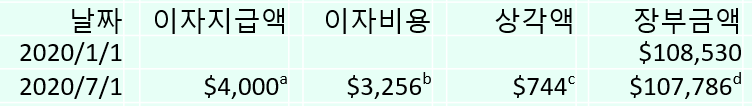 날짜 이자지급액 이자비용 상각액 장부금액
2020/1/1 $108,530
2020/7/1 $4,000ᵃ $3,256ᵇ $744ᶜ $107,786ᵈ